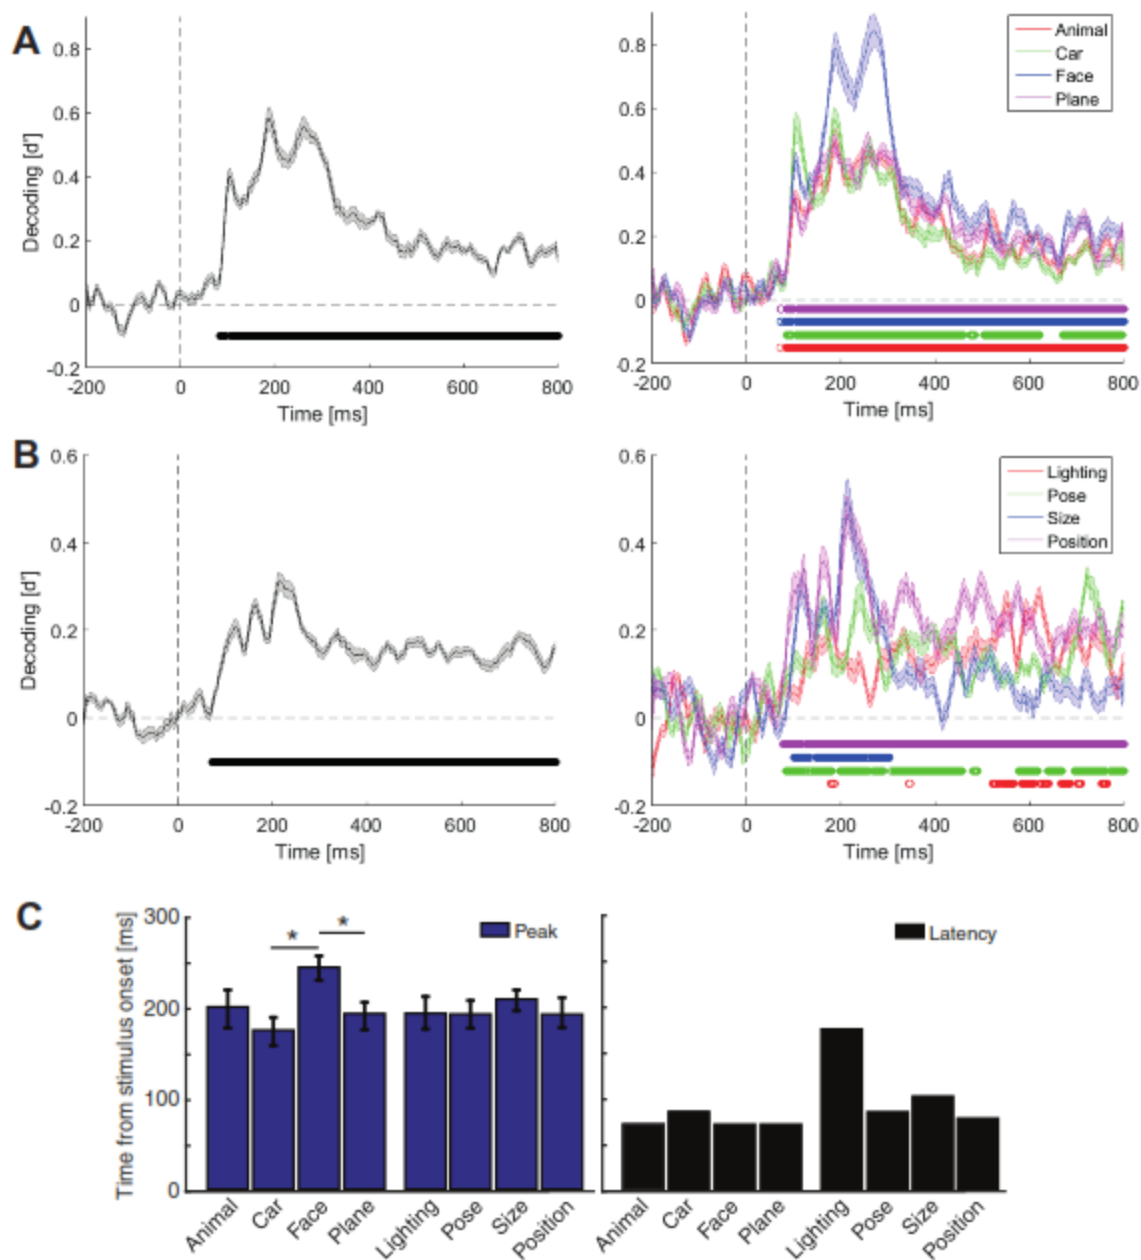 A
Decoding [d']
0.8
0.6
0.4
0.2
0
-0.2
-200 0 200 400 600 800
Time [ms]
0.8
0.6
0.4
0.2
0
0.2
-200 0 200 400 600 800
Time [ms]
Animal
Car
Face
Plane
B
Decoding [d']
0.6
0.4
0.2
0
-0.2
-200 0 200 400 600 800
Time [ms]
0.6
0.4
0.2
0
-0.2
-200 0 200 400 600 800
Time [ms]
Lighting
Pose
Size
Position
C
Time from stimulus onset [ms]
300
200
100
0
* *
Peak
Animal Car Face Plane Lighting Pose Size Position
Latency
Animal Car Face Plane Lighting Pose Size Position